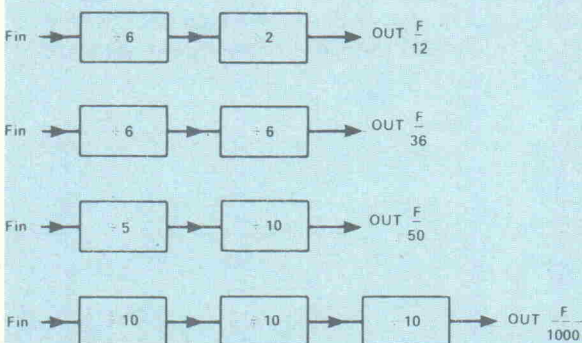 Fin ÷6 ÷2 OUT F/12
Fin ÷6 ÷6 OUT F/36
Fin ÷5 ÷10 OUT F/50
Fin ÷10 ÷10 ÷10 OUT F/1000